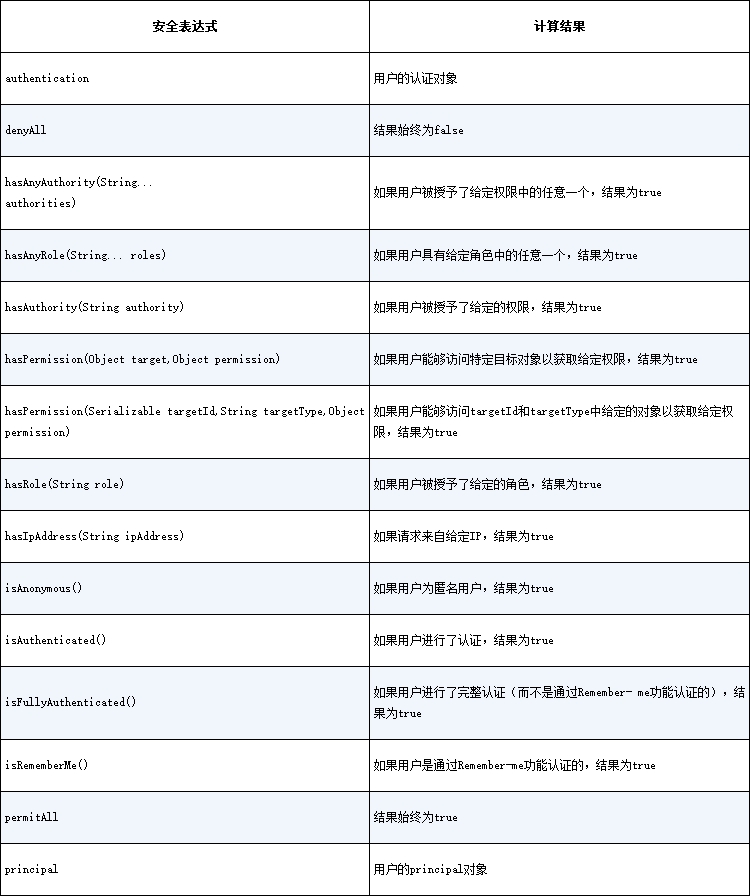 安全表达式
计算结果
authentication
用户的认证对象
denyAll
结果始终为false
hasAnyAuthority(String...
authorities)
如果用户被授予了给定权限中的任意一个，结果为true
hasAnyRole(String... roles)
如果用户具有给定角色中的任意一个，结果为true
hasAuthority(String authority)
如果用户被授予了给定的权限，结果为true
hasPermission(Object target,Object permission)
如果用户能够访问特定目标对象以获取给定权限，结果为true
hasPermission(Serializable targetId,String targetType,Object
permission)
如果用户能够访问targetId和targetType中给定的对象以获取给定权
限，结果为true
hasRole(String role)
如果用户被授予了给定的角色，结果为true
hasIpAddress(String ipAddress)
如果请求来自给定IP，结果为true
isAnonymous()
如果用户为匿名用户，结果为true
isAuthenticated()
如果用户进行了认证，结果为true
isFullyAuthenticated()
如果用户进行了完整认证（而不是通过Remember- me功能认证的），结
果为true
isRememberMe()
如果用户是通过Remember-me功能认证的，结果为true
permitAll
结果始终为true
principal
用户的principal对象